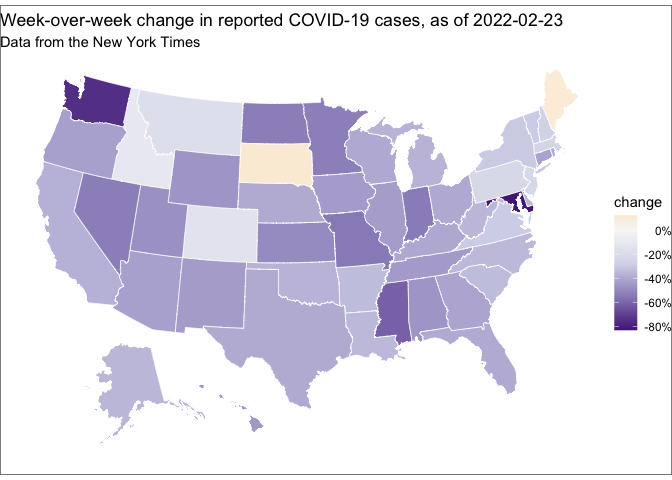 Week-over-week change in reported COVID-19 cases, as of 2022-02-23
Data from the New York Times
change
0%
-20%
-40%
-60%
-80%